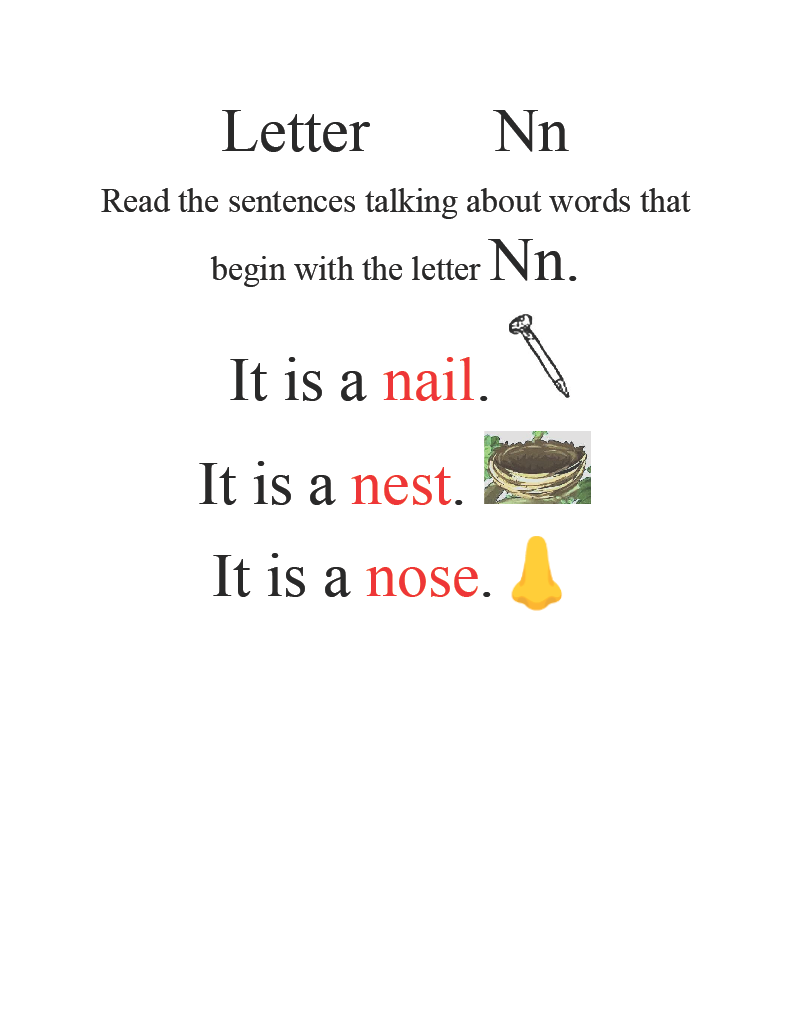 Letter Nn
Read the sentences talking about words that
begin with the letter Nn.
It is a nail.
It is a nest.
It is a nose.